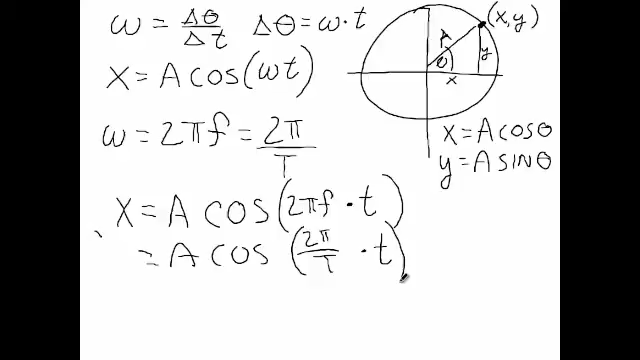 ω = Δθ/Δt Δθ = ω · t
x = A cos(ωt)
ω = 2πf = 2π/T
x = A cos(2πf · t)
= A cos(2π/T · t)
(x, y)
A
θ
y
x
x = A cos θ
y = A sin θ